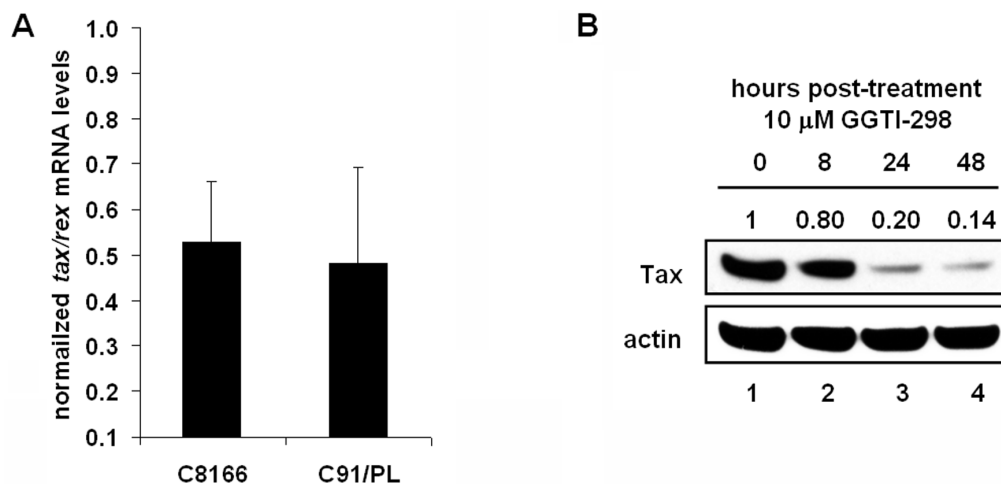 A
normailzed tax/rex mRNA levels
1.0
0.9
0.8
0.7
0.6
0.5
0.4
0.3
0.2
0.1
C8166 C91/PL
B
hours post-treatment
10 µM GGTI-298
0 8 24 48
1 0.80 0.20 0.14
Tax
actin
1 2 3 4